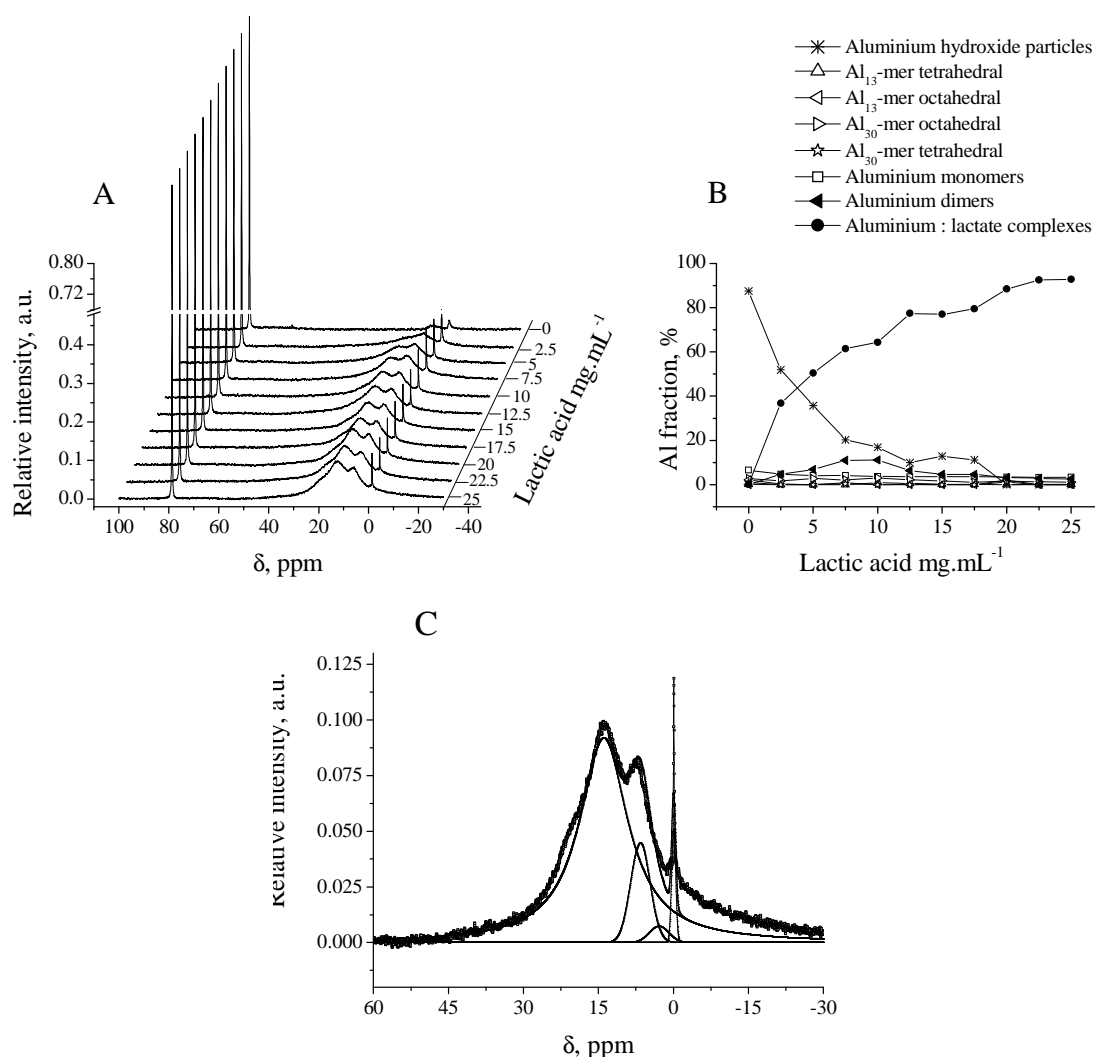 A
Relative intensity, a.u.
0.80
0.72
0.4
0.3
0.2
0.1
0.0
100 80 60 40 20 0 -20 -40
δ, ppm
0
2.5
5
7.5
10
12.5
15
17.5
20
22.5
25
Lactic acid mg.mL⁻¹
Aluminium hydroxide particles
Al₁₃-mer tetrahedral
Al₁₃-mer octahedral
Al₃₀-mer octahedral
Al₃₀-mer tetrahedral
Aluminium monomers
Aluminium dimers
Aluminium : lactate complexes
B
Al fraction, %
100
80
60
40
20
0
0 5 10 15 20 25
Lactic acid mg.mL⁻¹
C
Relative intensity, a.u.
0.125
0.100
0.075
0.050
0.025
0.000
60 45 30 15 0 -15 -30
δ, ppm